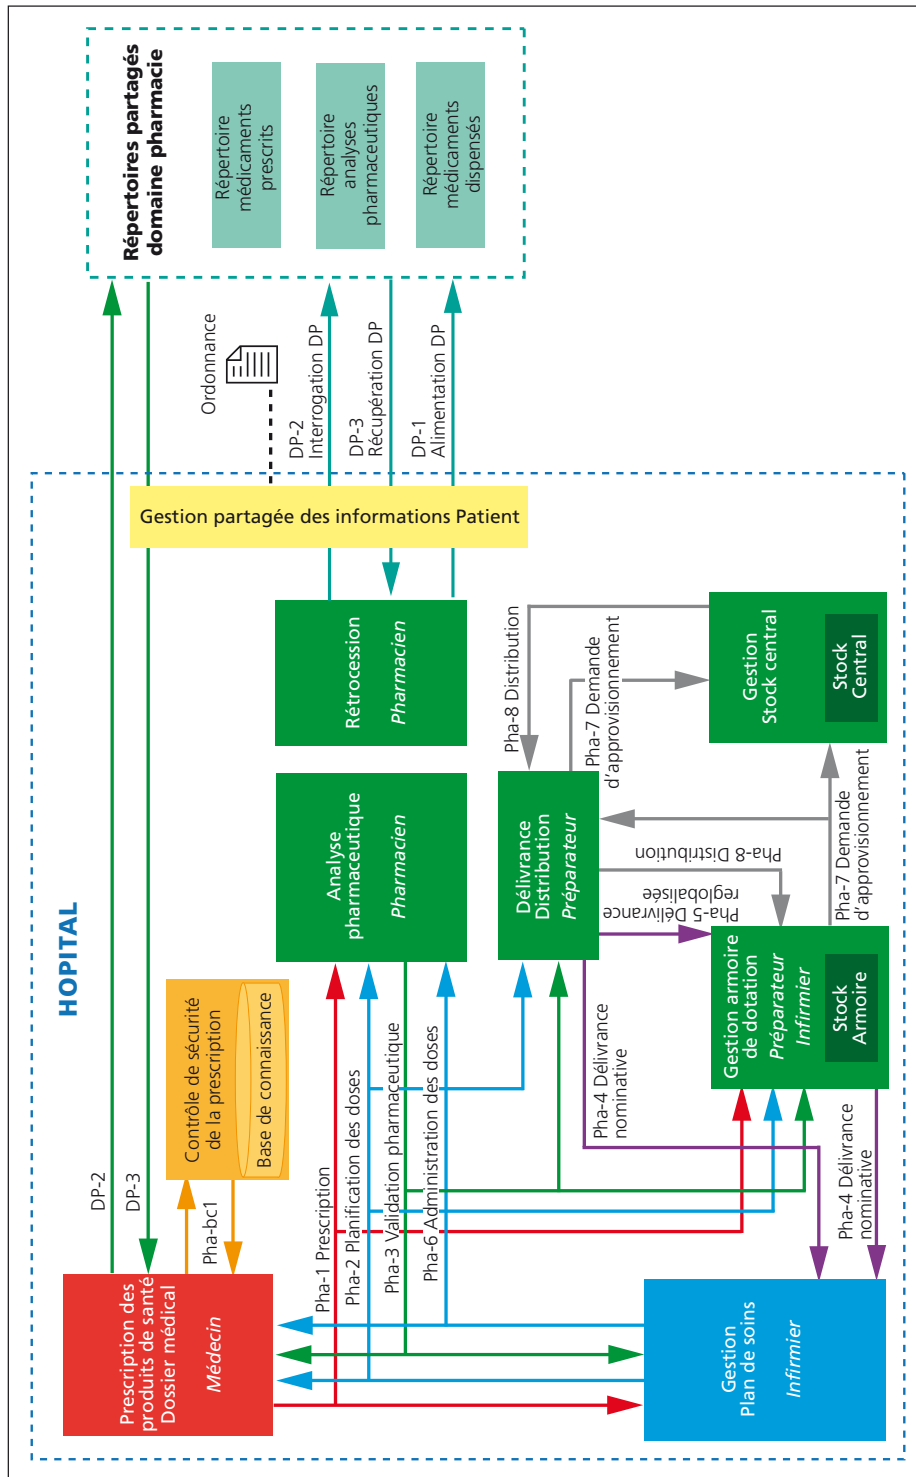 HOPITAL
Répertoires partagés
domaine pharmacie
Répertoire
médicaments
prescrits
Répertoire
analyses
pharmaceutiques
Répertoire
médicaments
dispensés
DP-2
DP-3
Ordonnance
DP-2
Interrogation DP
DP-3
Récupération DP
DP-1
Alimentation DP
Gestion partagée des informations Patient
Prescription des
produits de santé
Dossier médical
Médecin
Pha-bc1
Contrôle de sécurité
de la prescription
Base de connaissance
Pha-1 Prescription
Pha-2 Planification des doses
Pha-3 Validation pharmaceutique
Pha-6 Administration des doses
Analyse
pharmaceutique
Pharmacien
Rétrocession
Pharmacien
Pha-8 Distribution
Pha-7 Demande
d’approvisionnement
Délivrance
Distribution
Préparateur
Pha-4 Délivrance
nominative
Pha-5 Délivrance
reglobalisée
Pha-8 Distribution
Gestion
Stock central
Stock
Central
Gestion armoire
de dotation
Préparateur
Infirmier
Stock
Armoire
Pha-7 Demande
d’approvisionnement
Pha-4 Délivrance
nominative
Gestion
Plan de soins
Infirmier